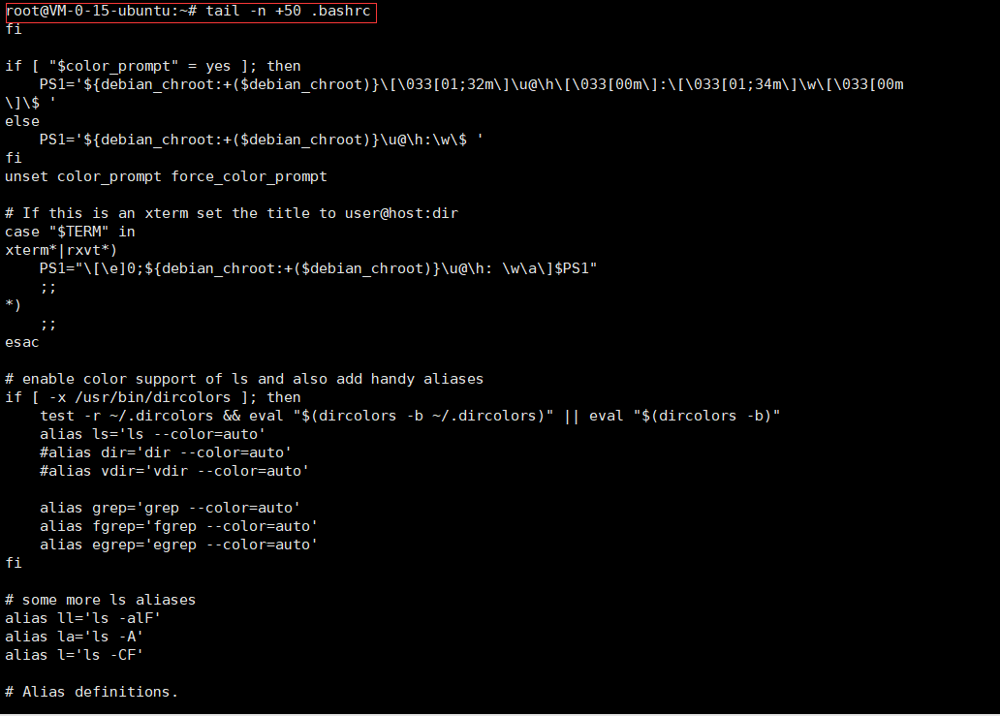 root@VM-0-15-ubuntu:~# tail -n +50 .bashrc
fi

if [ "$color_prompt" = yes ]; then
    PS1='${debian_chroot:+($debian_chroot)}\[\033[01;32m\]\u@\h\[\033[00m\]:\[\033[01;34m\]\w\[\033[00m
\]\$ '
else
    PS1='${debian_chroot:+($debian_chroot)}\u@\h:\w\$ '
fi
unset color_prompt force_color_prompt

# If this is an xterm set the title to user@host:dir
case "$TERM" in
xterm*|rxvt*)
    PS1="\[\e]0;${debian_chroot:+($debian_chroot)}\u@\h: \w\a\]$PS1"
    ;;
*)
    ;;
esac

# enable color support of ls and also add handy aliases
if [ -x /usr/bin/dircolors ]; then
    test -r ~/.dircolors && eval "$(dircolors -b ~/.dircolors)" || eval "$(dircolors -b)"
    alias ls='ls --color=auto'
    #alias dir='dir --color=auto'
    #alias vdir='vdir --color=auto'

    alias grep='grep --color=auto'
    alias fgrep='fgrep --color=auto'
    alias egrep='egrep --color=auto'
fi

# some more ls aliases
alias ll='ls -alF'
alias la='ls -A'
alias l='ls -CF'

# Alias definitions.